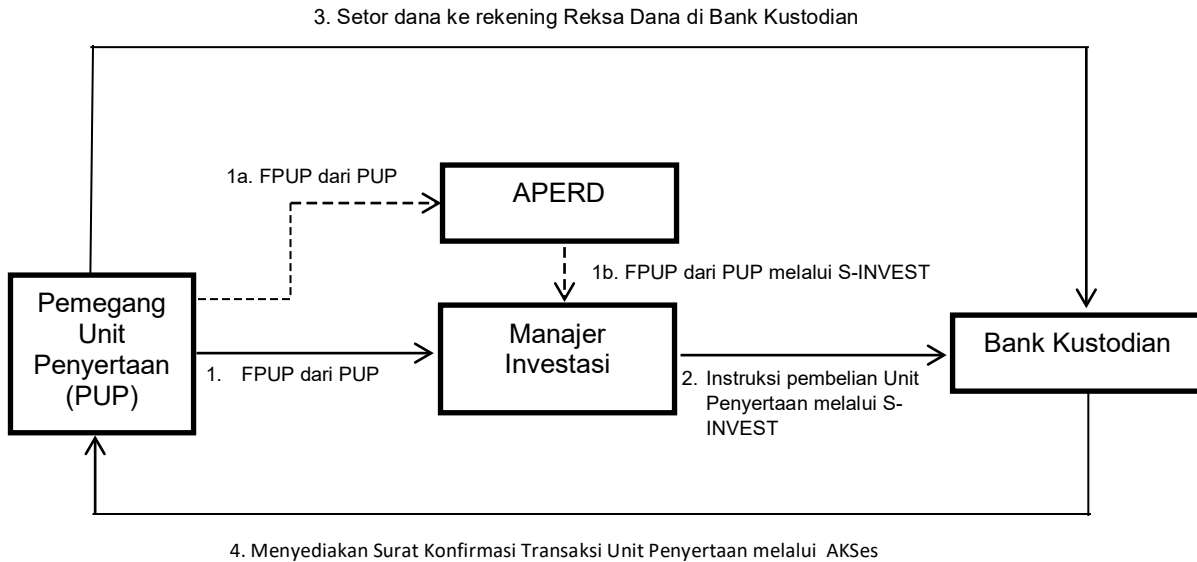 3. Setor dana ke rekening Reksa Dana di Bank Kustodian
1a. FPUP dari PUP
APERD
1b. FPUP dari PUP melalui S-INVEST
Pemegang
Unit
Penyertaan
(PUP)
1. FPUP dari PUP
Manajer
Investasi
2. Instruksi pembelian Unit
Penyertaan melalui S-
INVEST
Bank Kustodian
4. Menyediakan Surat Konfirmasi Transaksi Unit Penyertaan melalui AKSes